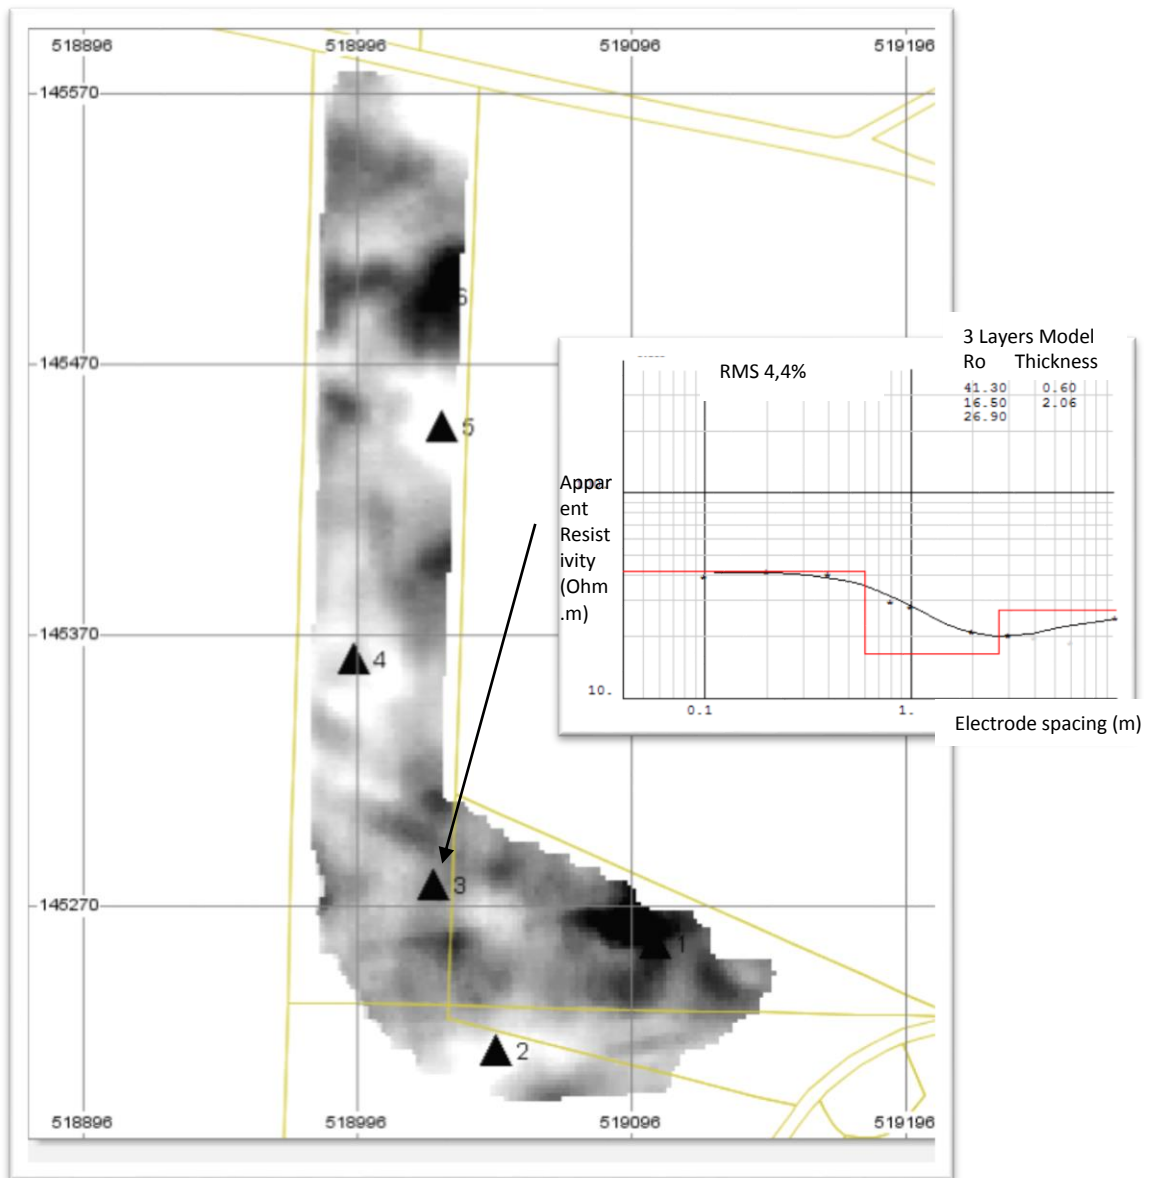 518896 518996 519096 519196
145570
6
145470
5
145370
4
3
145270
1
2
518896 518996 519096 519196
3 Layers Model
Ro Thickness
RMS 4,4%
41.30 0.60
16.50 2.06
26.90
Appar
ent
Resist
ivity
(Ohm
.m)
10.
0.1 1.
Electrode spacing (m)